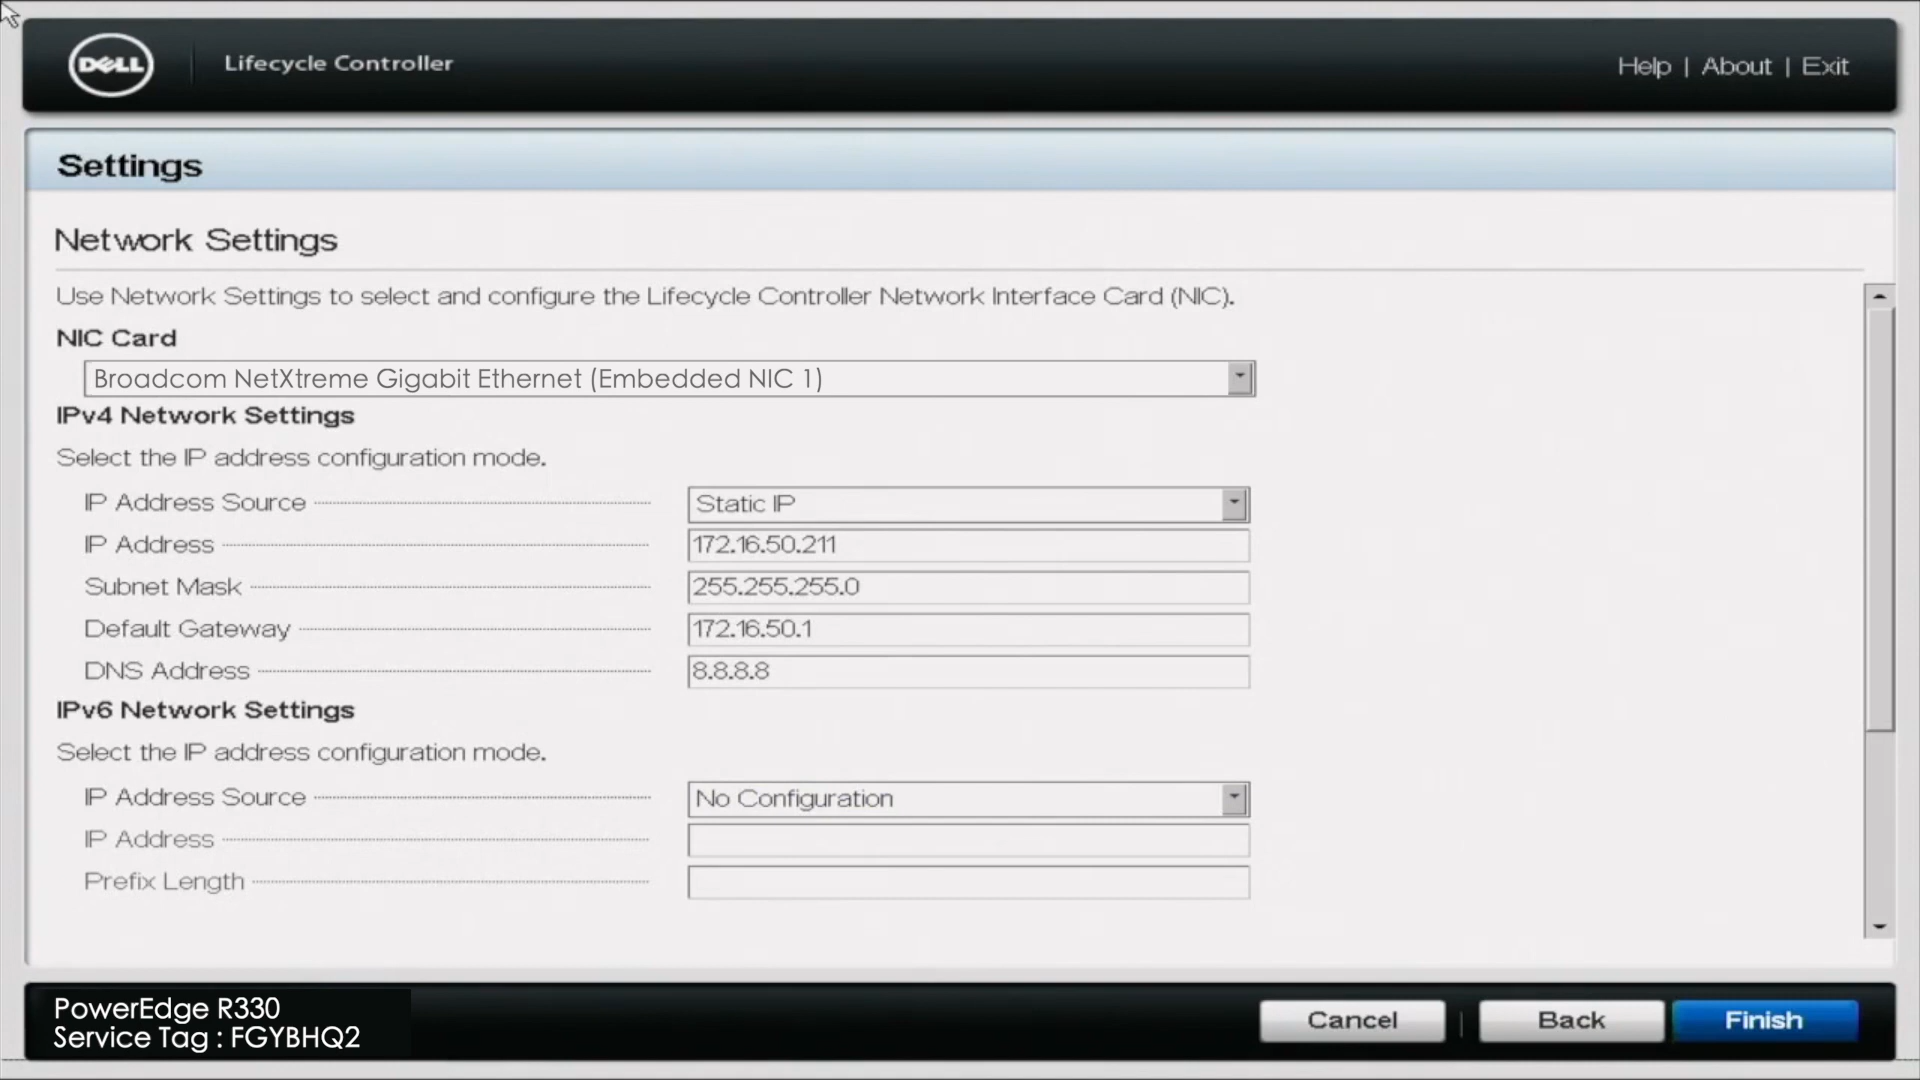 DELL
Lifecycle Controller
Help | About | Exit
Settings
Network Settings
Use Network Settings to select and configure the Lifecycle Controller Network Interface Card (NIC).
NIC Card
Broadcom NetXtreme Gigabit Ethernet (Embedded NIC 1)
IPv4 Network Settings
Select the IP address configuration mode.
IP Address Source Static IP
IP Address 172.16.50.211
Subnet Mask 255.255.255.0
Default Gateway 172.16.50.1
DNS Address 8.8.8.8
IPv6 Network Settings
Select the IP address configuration mode.
IP Address Source No Configuration
IP Address
Prefix Length
PowerEdge R330
Service Tag : FGYBHQ2
Cancel | Back Finish